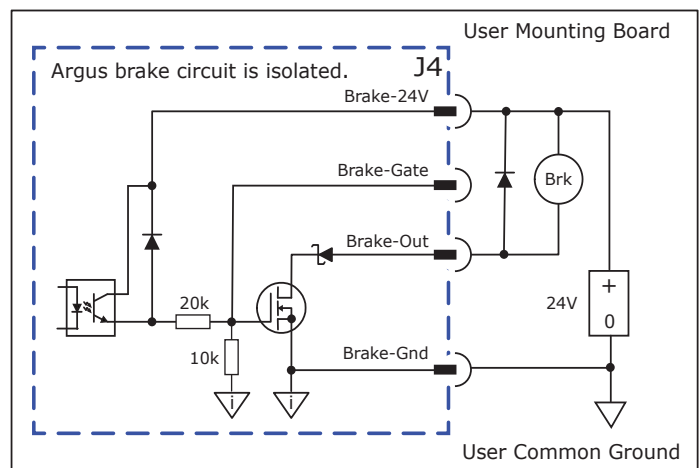 User Mounting Board
Argus brake circuit is isolated.
J4
Brake-24V
Brake-Gate
Brk
Brake-Out
20k
24V
+
0
10k
Brake-Gnd
i
i
User Common Ground